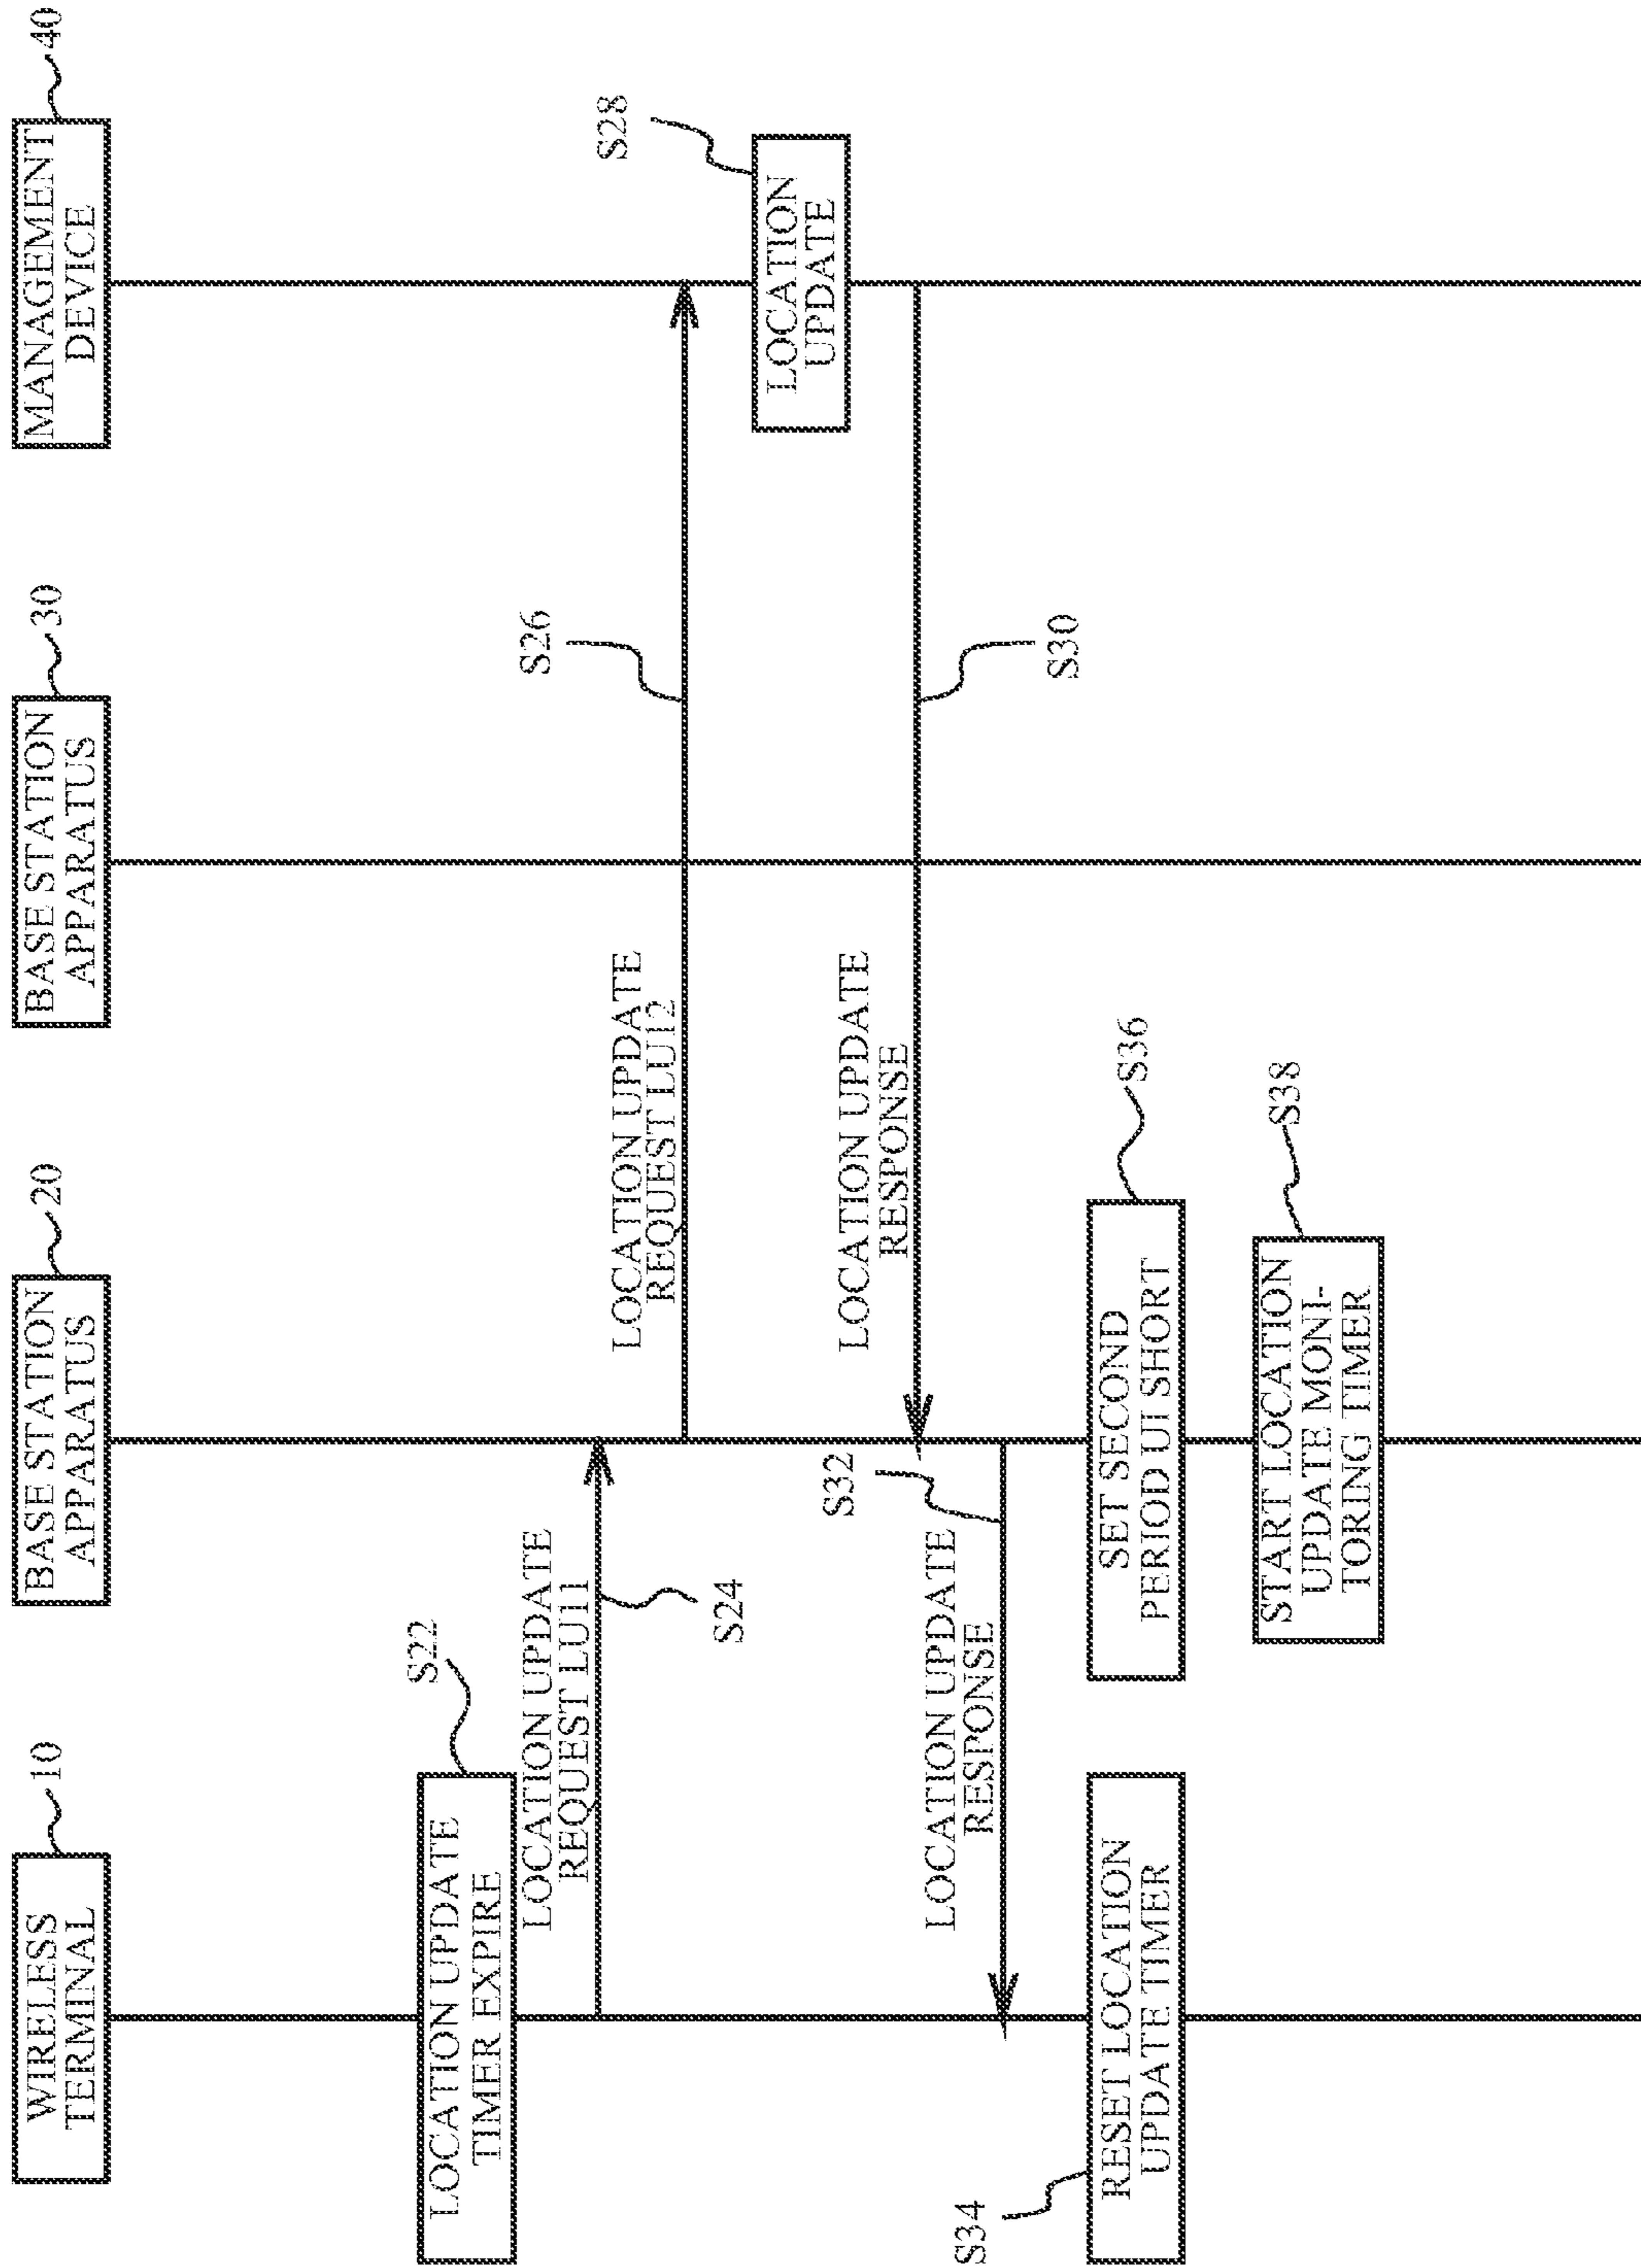 WIRELESS
TERMINAL
10
BASE STATION
APPARATUS
20
BASE STATION
APPARATUS
30
MANAGEMENT
DEVICE
40
LOCATION UPDATE
TIMER EXPIRE
S22
LOCATION UPDATE
REQUEST LU11
S24
LOCATION UPDATE
REQUEST LU12
S26
LOCATION
UPDATE
S28
LOCATION UPDATE
RESPONSE
S30
LOCATION UPDATE
RESPONSE
S32
RESET LOCATION
UPDATE TIMER
S34
SET SECOND
PERIOD UI SHORT
S36
START LOCATION
UPDATE MONI-
TORING TIMER
S38